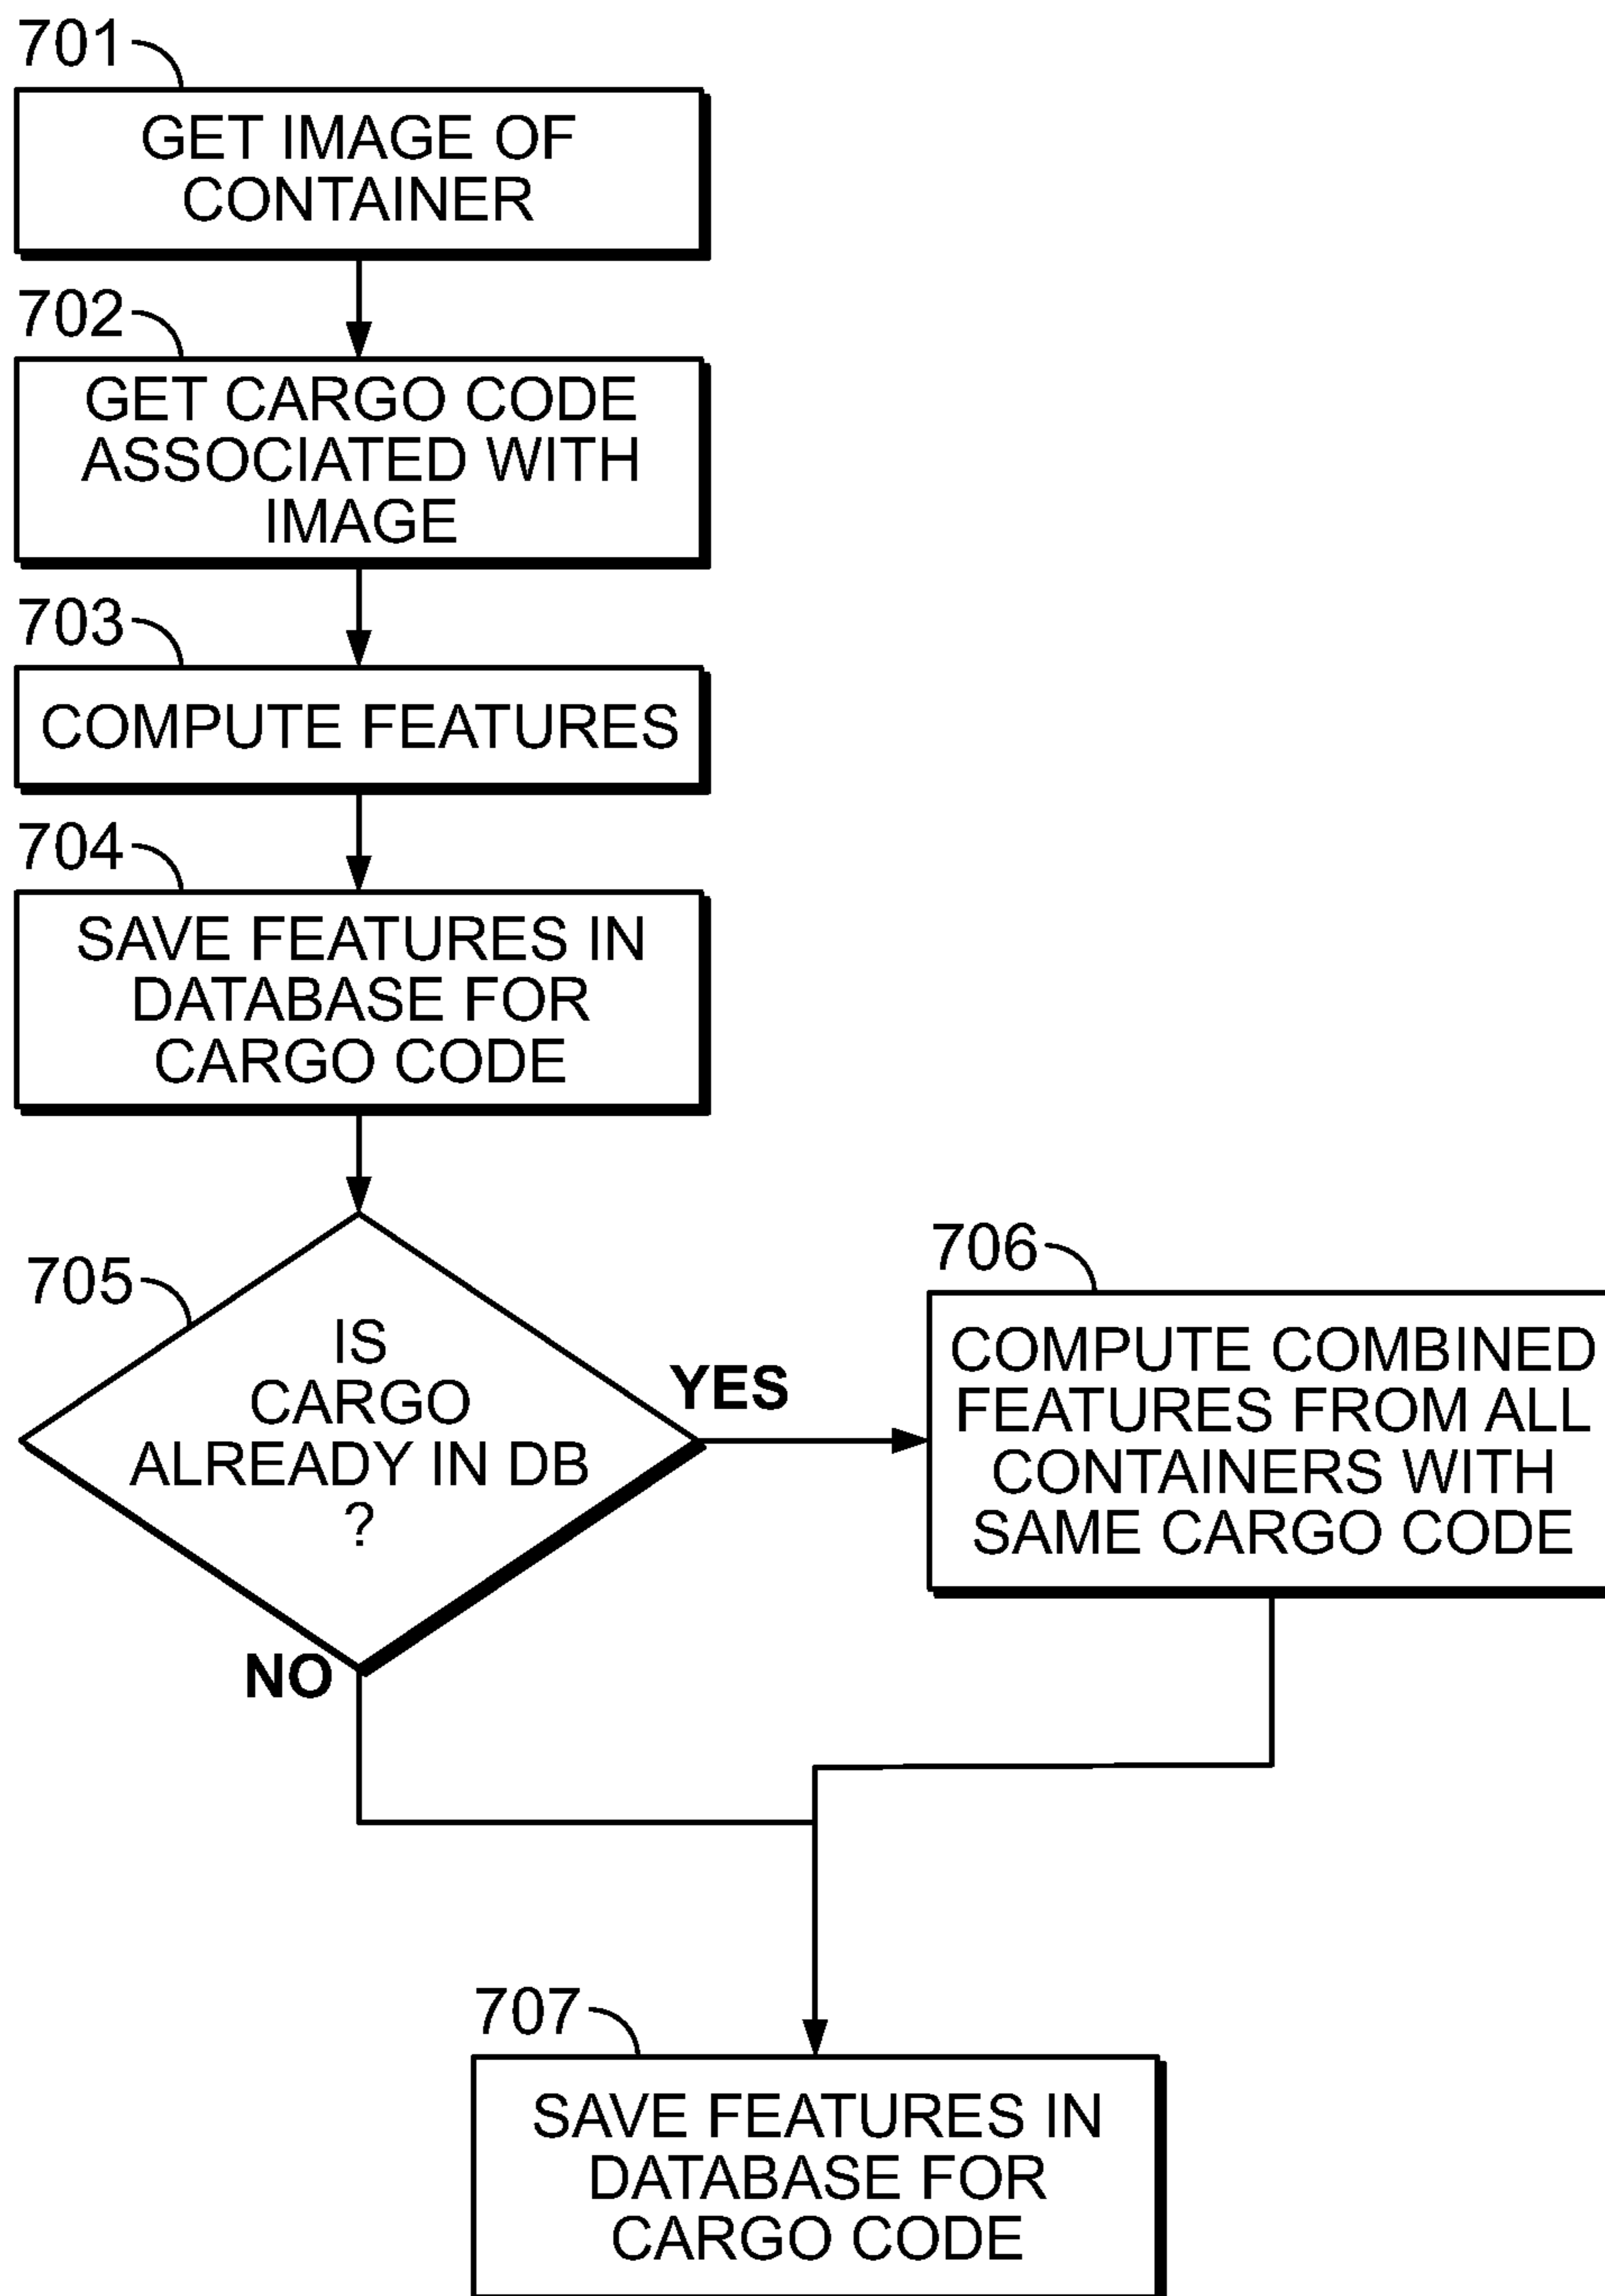 701
GET IMAGE OF
CONTAINER
702
GET CARGO CODE
ASSOCIATED WITH
IMAGE
703
COMPUTE FEATURES
704
SAVE FEATURES IN
DATABASE FOR
CARGO CODE
705
IS
CARGO
ALREADY IN DB
?
YES
NO
706
COMPUTE COMBINED
FEATURES FROM ALL
CONTAINERS WITH
SAME CARGO CODE
707
SAVE FEATURES IN
DATABASE FOR
CARGO CODE